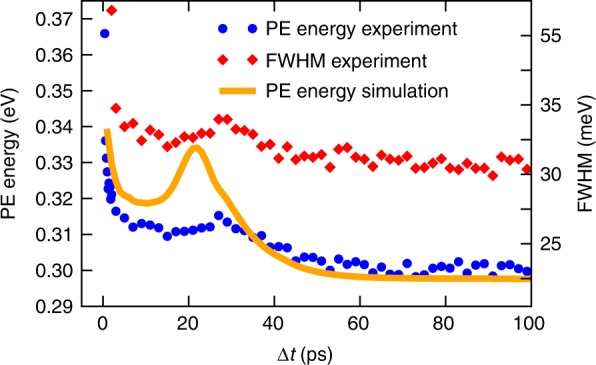 0.37
0.36
0.35
0.34
0.33
0.32
0.31
0.30
0.29
PE energy (eV)
PE energy experiment
FWHM experiment
PE energy simulation
55
35
30
25
FWHM (meV)
0 20 40 60 80 100
Δt (ps)